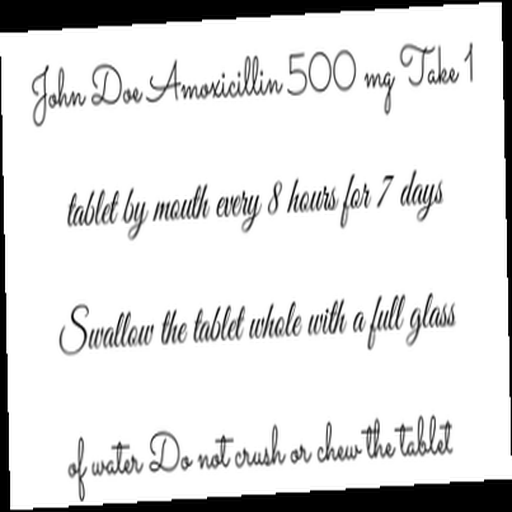 John Doe Amoxicillin 500 mg Take 1
tablet by mouth every 8 hours for 7 days
Swallow the tablet whole with a full glass
of water Do not crush or chew the tablet